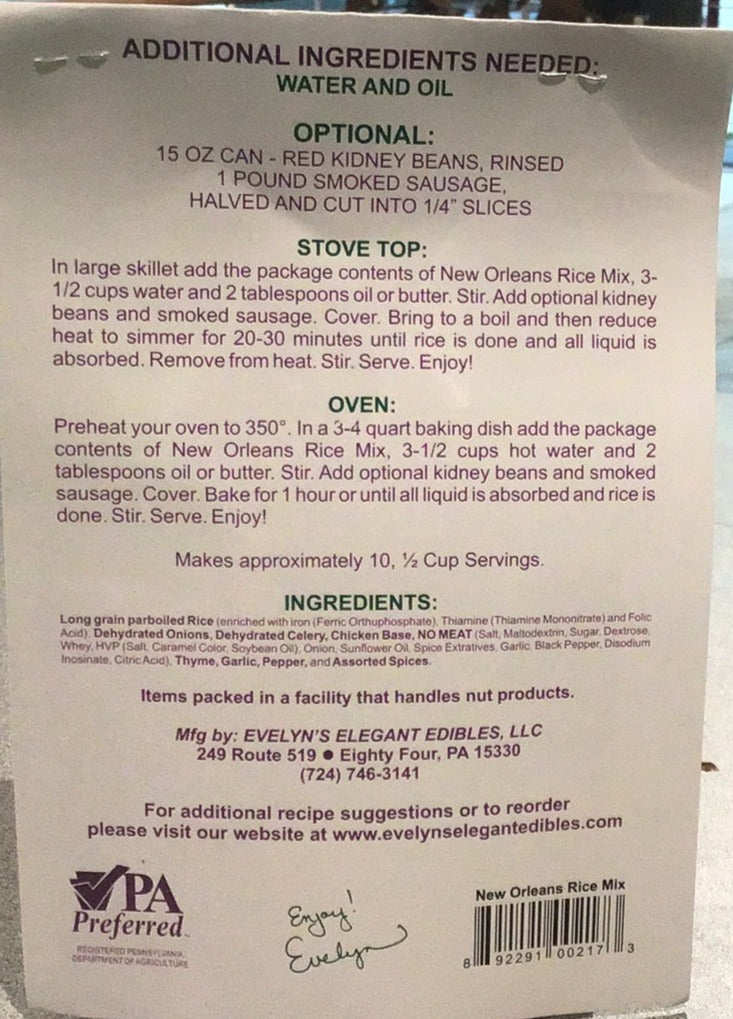 ADDITIONAL INGREDIENTS NEEDED:
WATER AND OIL
OPTIONAL:
15 OZ CAN - RED KIDNEY BEANS, RINSED
1 POUND SMOKED SAUSAGE,
HALVED AND CUT INTO 1/4" SLICES
STOVE TOP:
In large skillet add the package contents of New Orleans Rice Mix, 3-
1/2 cups water and 2 tablespoons oil or butter. Stir. Add optional kidney
beans and smoked sausage. Cover. Bring to a boil and then reduce
heat to simmer for 20-30 minutes until rice is done and all liquid is
absorbed. Remove from heat. Stir. Serve. Enjoy!
OVEN:
Preheat your oven to 350°. In a 3-4 quart baking dish add the package
contents of New Orleans Rice Mix, 3-1/2 cups hot water and 2
tablespoons oil or butter. Stir. Add optional kidney beans and smoked
sausage. Cover. Bake for 1 hour or until all liquid is absorbed and rice is
done. Stir. Serve. Enjoy!
Makes approximately 10, ½ Cup Servings.
INGREDIENTS:
Long grain parboiled Rice (enriched with iron (Ferric Orthuphosphate), Thiamine (Thiamine Mononitrate) and Folic
Acid), Dehydrated Onions, Dehydrated Celery, Chicken Base, NO MEAT (Salt, Maltodextrin, Sugar, Dextrose,
Whey, HVP (Salt, Caramel Color, Soybean Oil), Onion, Sunflower Oil, Spice Extratives, Garlic, Black Pepper, Disodium
Inosinate, Citric Acid), Thyme, Garlic, Pepper, and Assorted Spices.
Items packed in a facility that handles nut products.
Mfg by: EVELYN'S ELEGANT EDIBLES, LLC
249 Route 519 ● Eighty Four, PA 15330
(724) 746-3141
For additional recipe suggestions or to reorder
please visit our website at www.evelynselegantedibles.com
PA
Preferred
REGISTERED PENNSYLVANIA
DEPARTMENT OF AGRICULTURE
Enjoy!
Evelyn
New Orleans Rice Mix
8 92291 00217 3